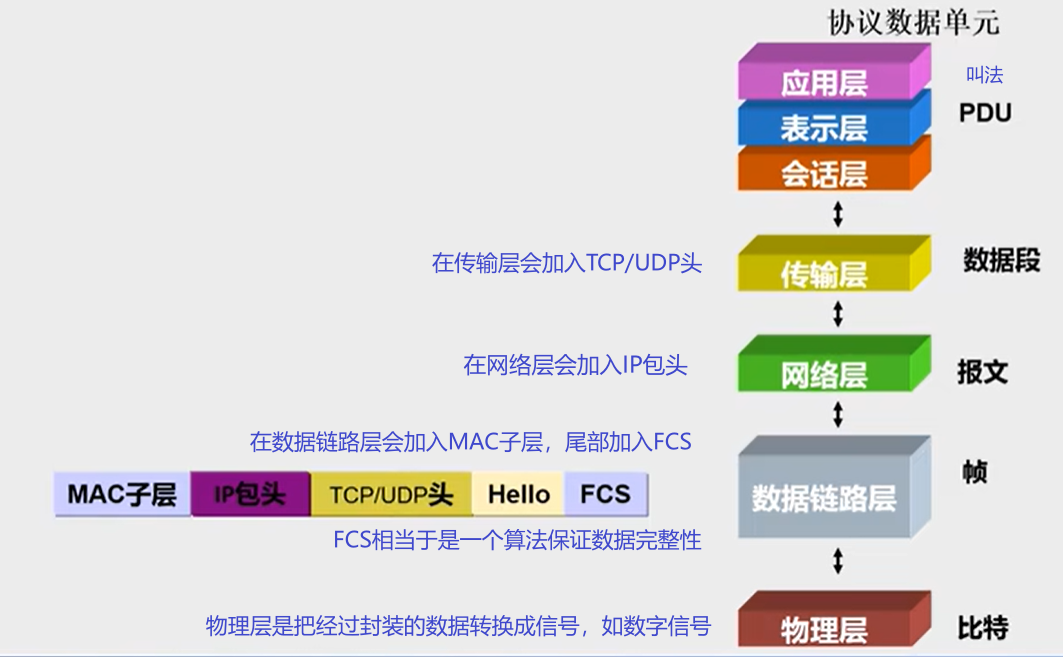 协议数据单元
应用层
叫法
PDU
表示层
会话层
在传输层会加入TCP/UDP头
传输层
数据段
在网络层会加入IP包头
网络层
报文
在数据链路层会加入MAC子层，尾部加入FCS
帧
MAC子层 IP包头 TCP/UDP头 Hello FCS
数据链路层
FCS相当于是一个算法保证数据完整性
物理层是把经过封装的数据转换成信号，如数字信号
物理层
比特